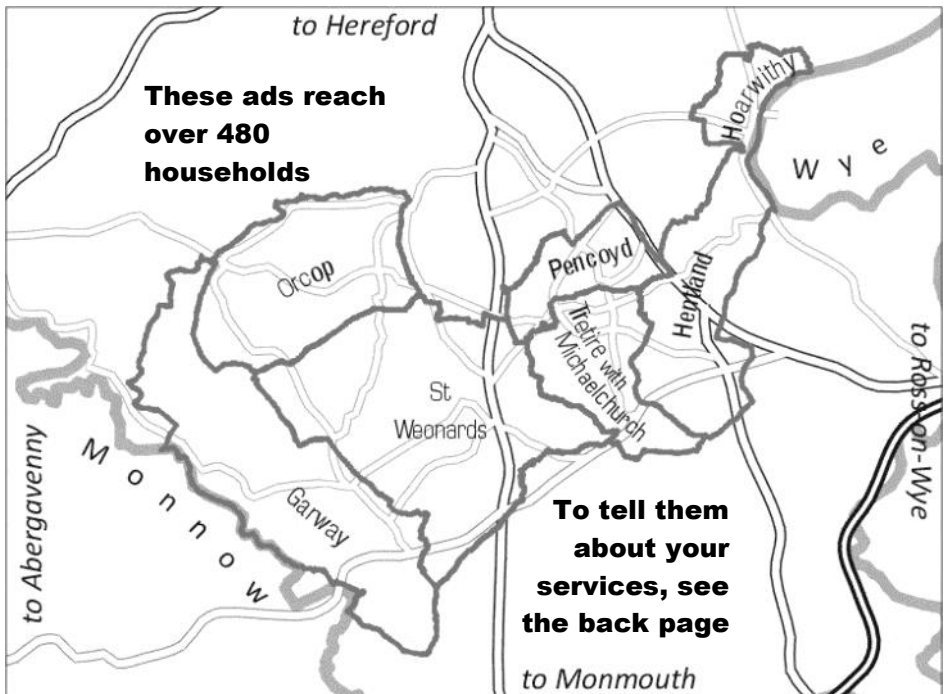 to Hereford
These ads reach
over 480
households
Hoarwithy
Wye
Pencoyd
Orcop
Hentland
Tretire with
Michaelchurch
St
Weonards
to Ross-on-Wye
to Abergavenny
Monnow
Garway
To tell them
about your
services, see
the back page
to Monmouth